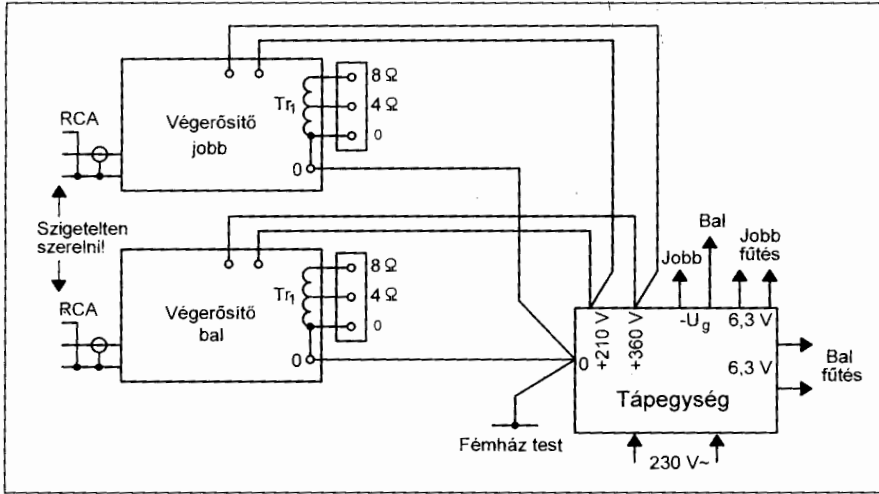 8 Ω
Tr1
4 Ω
RCA
Végerősítő
jobb
0
0
Szigetelten
szerelni!
Bal
Jobb
Jobb
fűtés
8 Ω
Tr1
4 Ω
RCA
Végerősítő
bal
0
0
0
+210 V
+360 V
-Ug
6,3 V
6,3 V
Bal
fűtés
Tápegység
Fémház test
230 V~